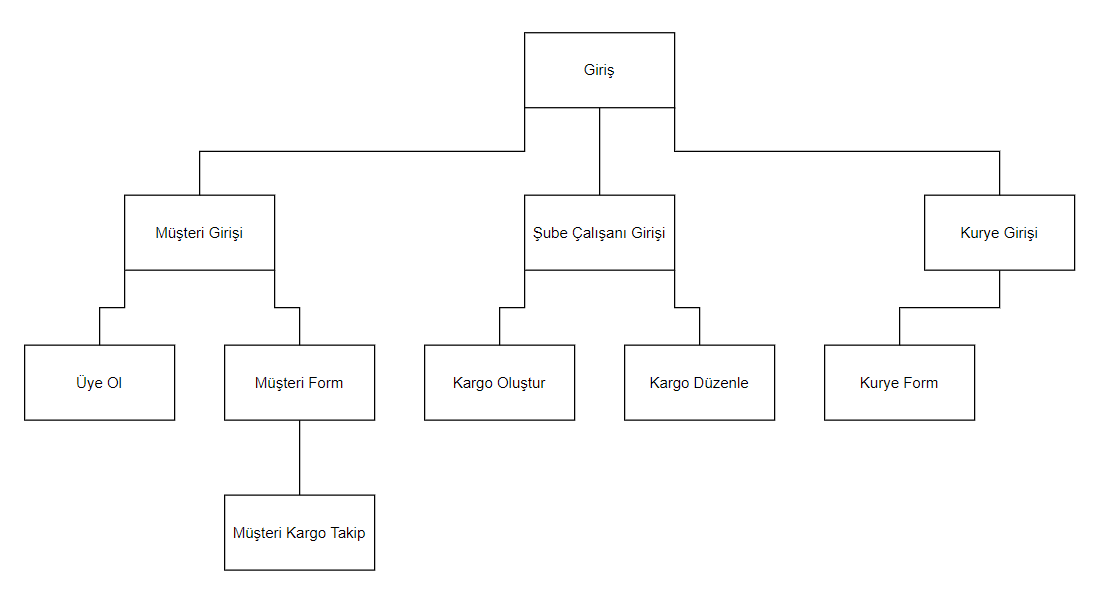 Giriş
Müşteri Girişi
Şube Çalışanı Girişi
Kurye Girişi
Üye Ol
Müşteri Form
Kargo Oluştur
Kargo Düzenle
Kurye Form
Müşteri Kargo Takip